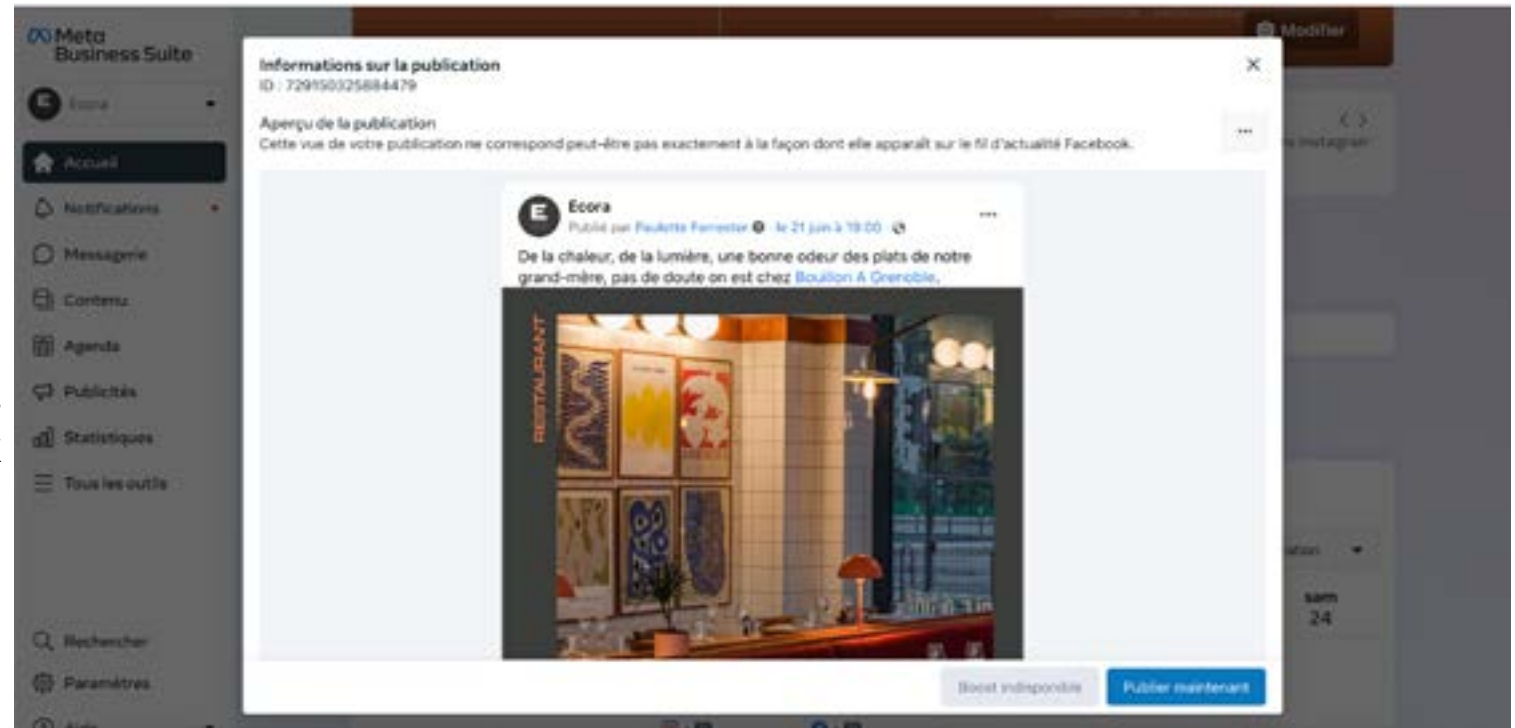 Meta
Business Suite
Ecora
Accueil
Notifications
Messagerie
Contenu
Agenda
Publicités
Statistiques
Tous les outils
Rechercher
Paramètres
Aide
Modifier
Informations sur la publication
ID : 729150325884479
Aperçu de la publication
Cette vue de votre publication ne correspond peut-être pas exactement à la façon dont elle apparaît sur le fil d'actualité Facebook.
Ecora
Publié par Paulette Forrester · le 21 juin à 19:00 ·
De la chaleur, de la lumière, une bonne odeur des plats de notre
grand-mère, pas de doute on est chez Bouillon A Grenoble.
RESTAURANT
Boost indisponible
Publier maintenant
sam
24